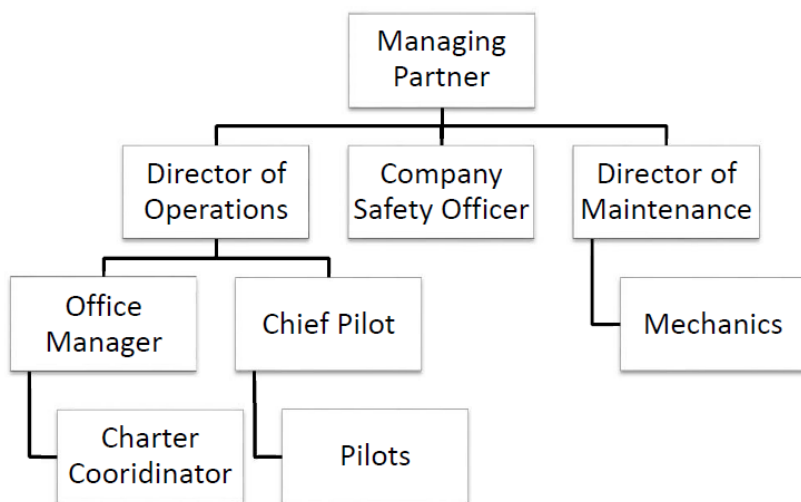 Managing
Partner
Director of
Operations
Company
Safety Officer
Director of
Maintenance
Office
Manager
Chief Pilot
Mechanics
Charter
Cooridinator
Pilots